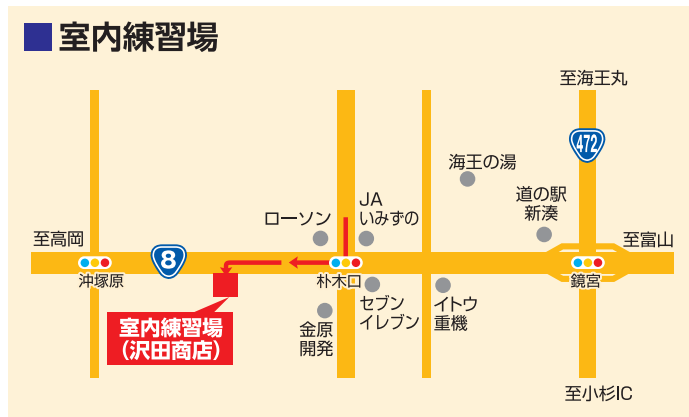 室内練習場
至海王丸
472
海王の湯
道の駅
新湊
JA
いみずの
ローソン
至高岡
8
至富山
沖塚原
朴木口
鏡宮
セブン
イレブン
イトウ
重機
金原
開発
室内練習場
(沢田商店)
至小杉IC